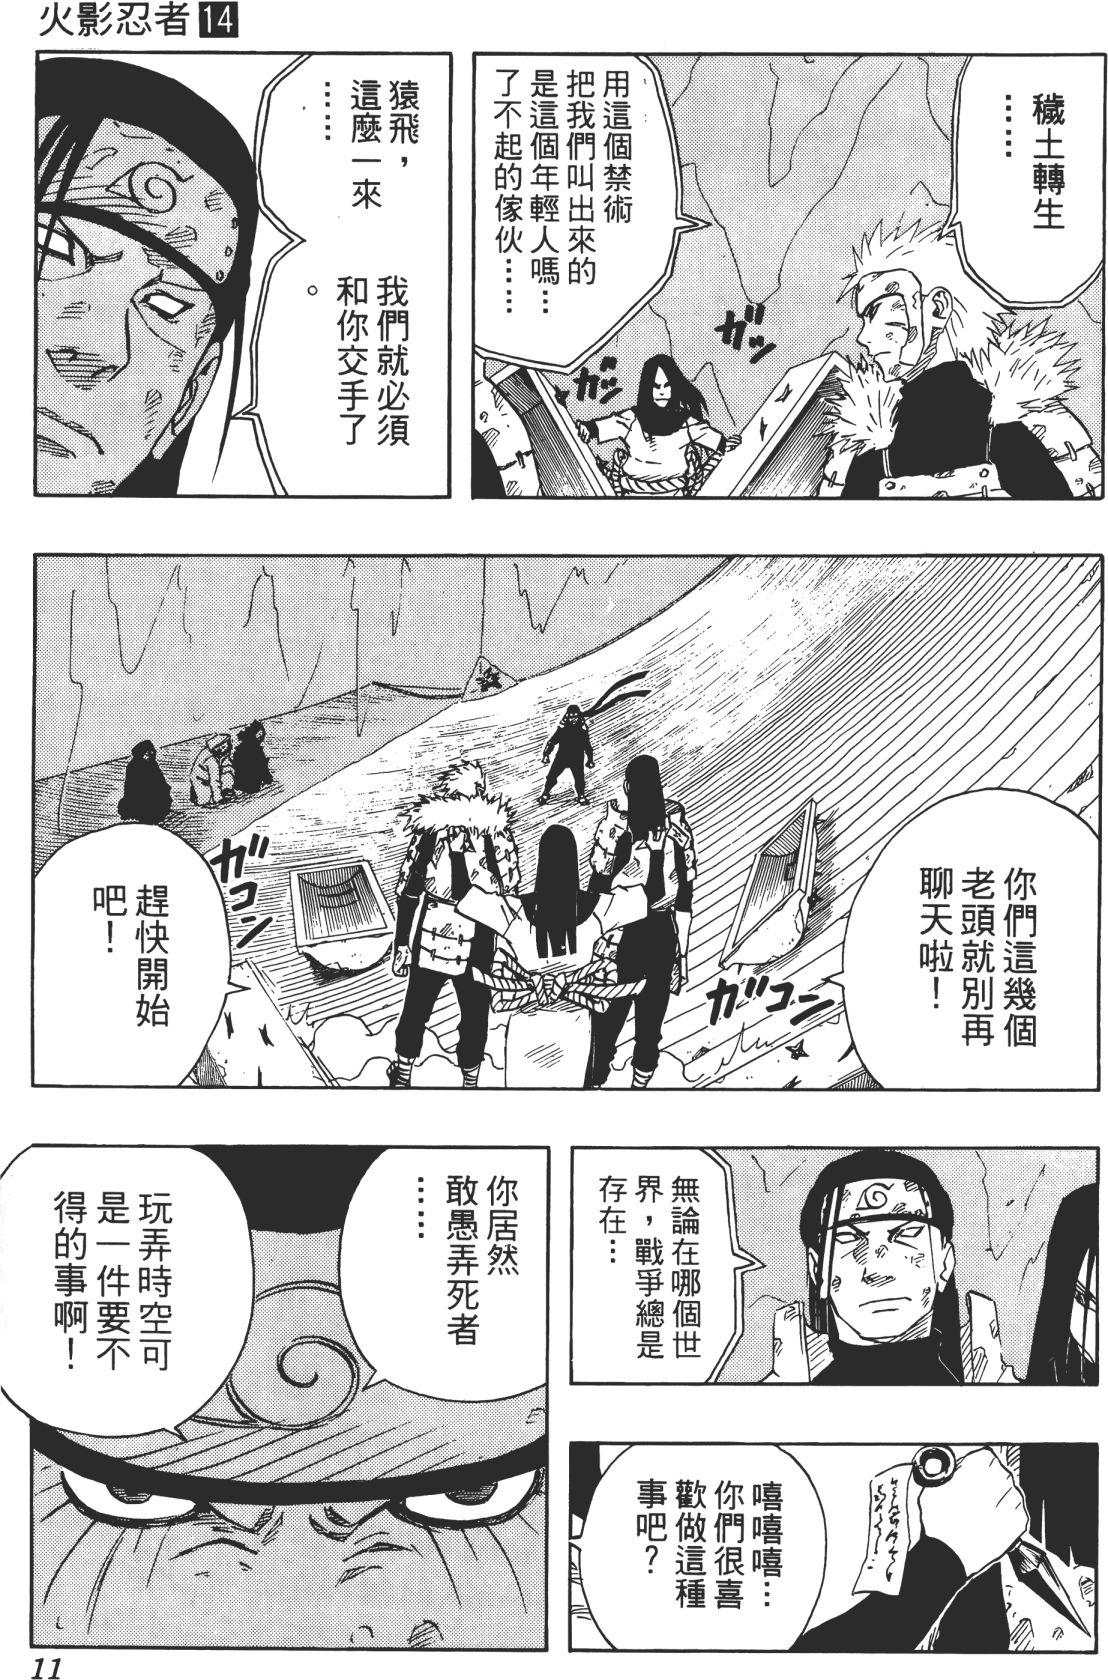 火影忍者14
穢土轉生
……
用這個禁術
把我們叫出來的
是這個年輕人嗎…
了不起的傢伙……
ガッ
ガッ
猿飛，
這麼一來
……
我們就必須
和你交手了
。
你們這幾個
老頭就別再
聊天啦！
趕快開始
吧！
ガコン
ガコン
無論在哪個世
界，戰爭總是
存在…
嘻嘻嘻…
你們很喜
歡做這種
事吧？
你居然
敢愚弄死者
……
玩弄時空可
是一件要不
得的事啊！
11